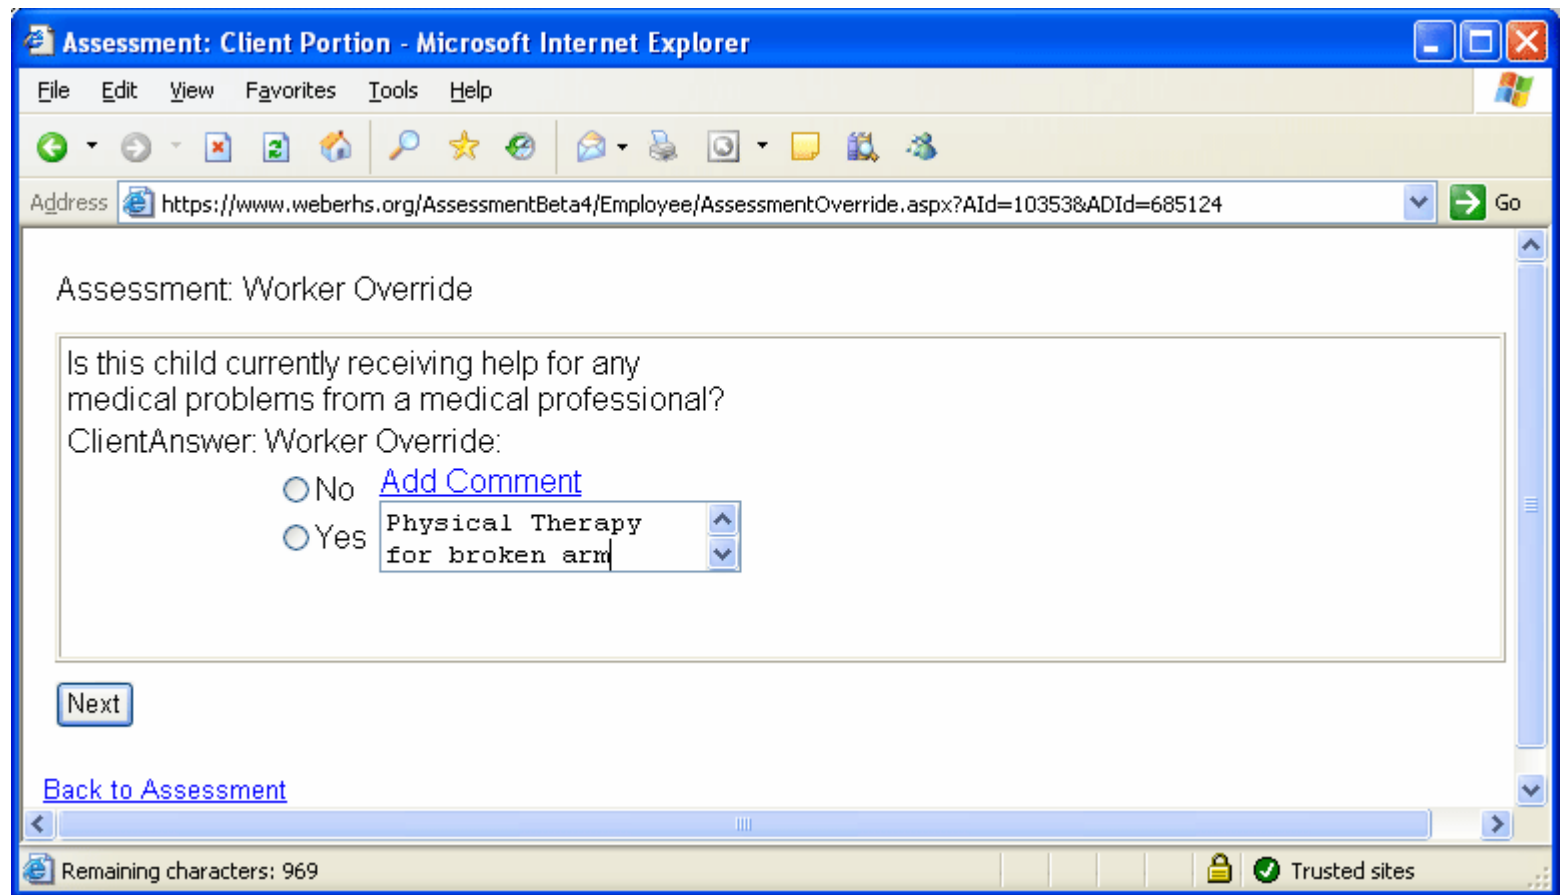 Assessment: Client Portion - Microsoft Internet Explorer
File Edit View Favorites Tools Help
Address https://www.weberhs.org/AssessmentBeta4/Employee/AssessmentOverride.aspx?AId=10353&ADId=685124 Go
Assessment: Worker Override
Is this child currently receiving help for any
medical problems from a medical professional?
ClientAnswer: Worker Override:
No Add Comment
Yes Physical Therapy
for broken arm
Next
Back to Assessment
Remaining characters: 969 Trusted sites